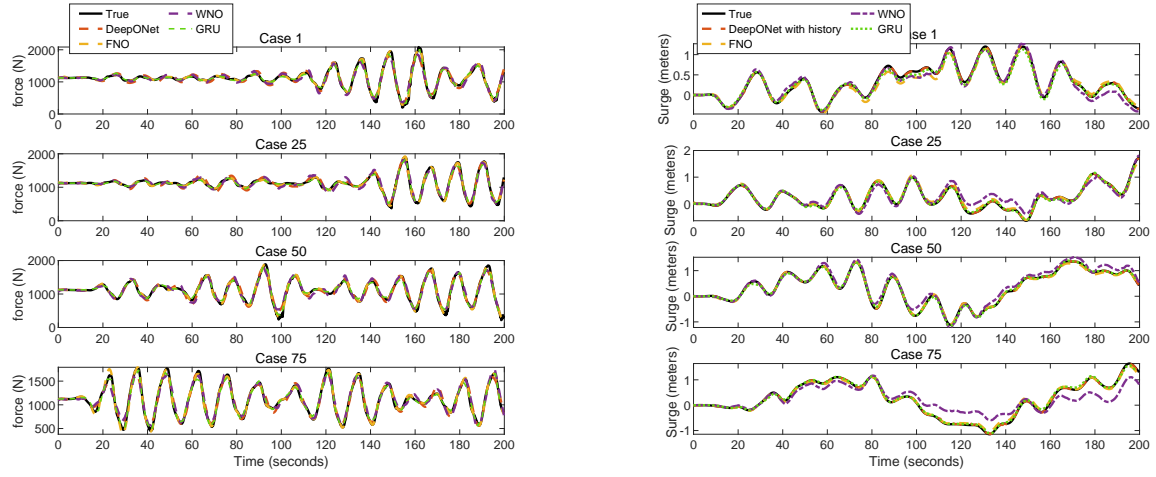 True WNO
DeepONet GRU
FNO
Case 1
force (N)
2000
1000
0
0 20 40 60 80 100 120 140 160 180 200
Case 25
force (N)
2000
1000
0
0 20 40 60 80 100 120 140 160 180 200
Case 50
force (N)
2000
1000
0
0 20 40 60 80 100 120 140 160 180 200
Case 75
force (N)
1500
1000
500
0 20 40 60 80 100 120 140 160 180 200
Time (seconds)
True WNO
DeepONet with history GRU
FNO
1
Surge (meters)
1
0.5
0
0 20 40 60 80 100 120 140 160 180 200
Case 25
Surge (meters)
2
1
0
0 20 40 60 80 100 120 140 160 180 200
Case 50
Surge (meters)
1
0
-1
0 20 40 60 80 100 120 140 160 180 200
Case 75
Surge (meters)
1
0
-1
0 20 40 60 80 100 120 140 160 180 200
Time (seconds)